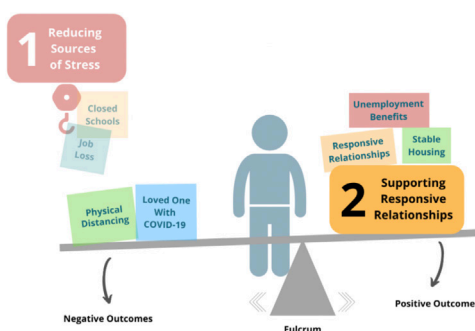 1
Reducing
Sources
of Stress
Closed
Schools
Job
Loss
Physical
Distancing
Loved One
With
COVID-19
Unemployment
Benefits
Responsive
Relationships
Stable
Housing
2
Supporting
Responsive
Relationships
Negative Outcomes
Fulcrum
Positive Outcome